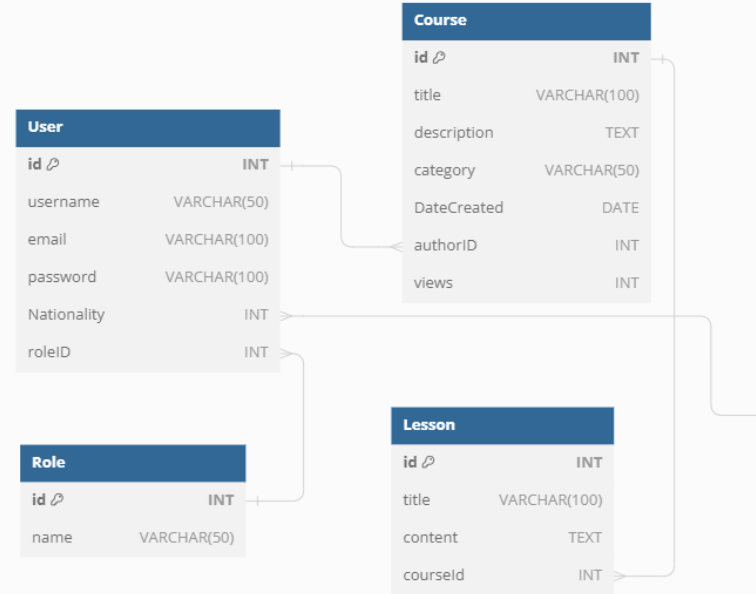 Course
id INT
title VARCHAR(100)
description TEXT
category VARCHAR(50)
DateCreated DATE
authorID INT
views INT
User
id INT
username VARCHAR(50)
email VARCHAR(100)
password VARCHAR(100)
Nationality INT
roleID INT
Role
id INT
name VARCHAR(50)
Lesson
id INT
title VARCHAR(100)
content TEXT
courseId INT